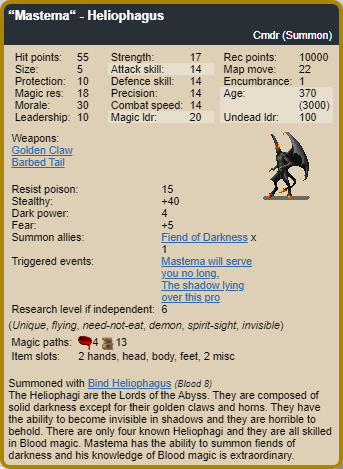 “Mastema“ - Heliophagus
Cmdr (Summon)
Hit points: 55 Strength: 17 Rec points: 10000
Size: 5 Attack skill: 14 Map move: 22
Protection: 10 Defence skill: 14 Encumbrance: 1
Magic res: 18 Precision: 14 Age: 370
Morale: 30 Combat speed: 14 (3000)
Leadership: 10 Magic ldr: 20 Undead ldr: 100
Weapons:
Golden Claw
Barbed Tail
Resist poison: 15
Stealthy: +40
Dark power: 4
Fear: +5
Summon allies: Fiend of Darkness x
1
Triggered events: Mastema will serve
you no long,
The shadow lying
over this pro
Research level if independent: 6
(Unique, flying, need-not-eat, demon, spirit-sight, invisible)
Magic paths: 4 13
Item slots: 2 hands, head, body, feet, 2 misc
Summoned with Bind Heliophagus (Blood 8)
The Heliophagi are the Lords of the Abyss. They are composed of
solid darkness except for their golden claws and horns. They have
the ability to become invisible in shadows and they are horrible to
behold. There are only four known Heliophagi and they are all skilled
in Blood magic. Mastema has the ability to summon fiends of
darkness and his knowledge of Blood magic is extraordinary.